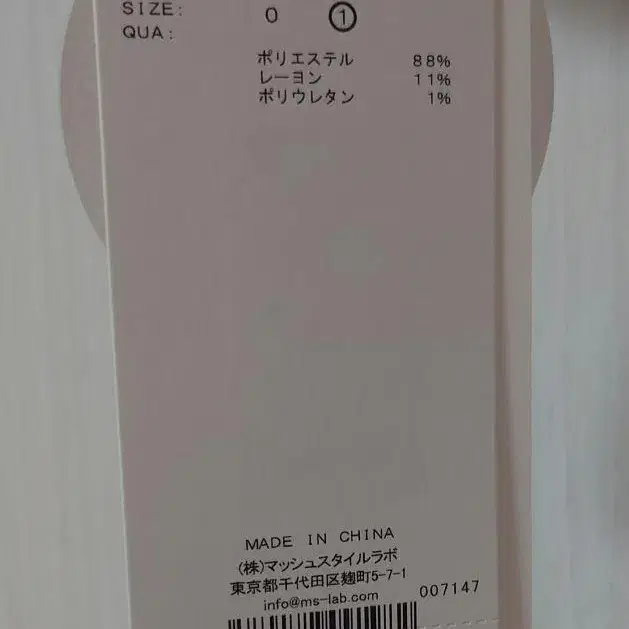 SIZE: 0 ①
QUA:
ポリエステル 88%
レーヨン 11%
ポリウレタン 1%
MADE IN CHINA
(株)マッシュスタイルラボ
東京都千代田区麹町5-7-1
info@ms-lab.com 007147